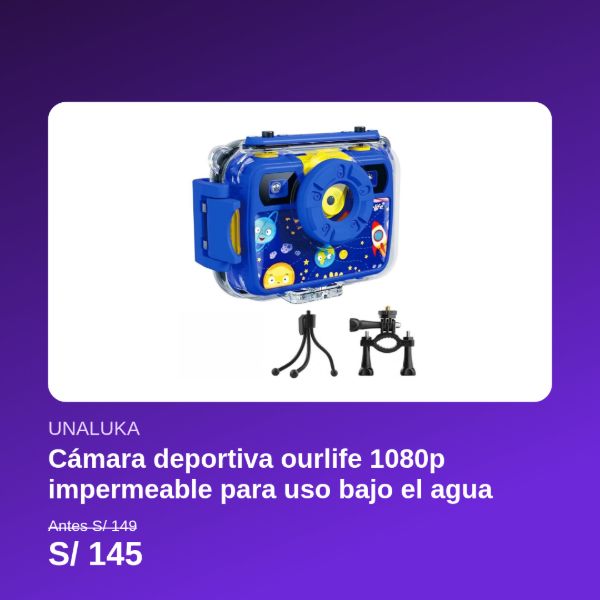 UNALUKA
Cámara deportiva ourlife 1080p
impermeable para uso bajo el agua
Antes S/ 149
S/ 145